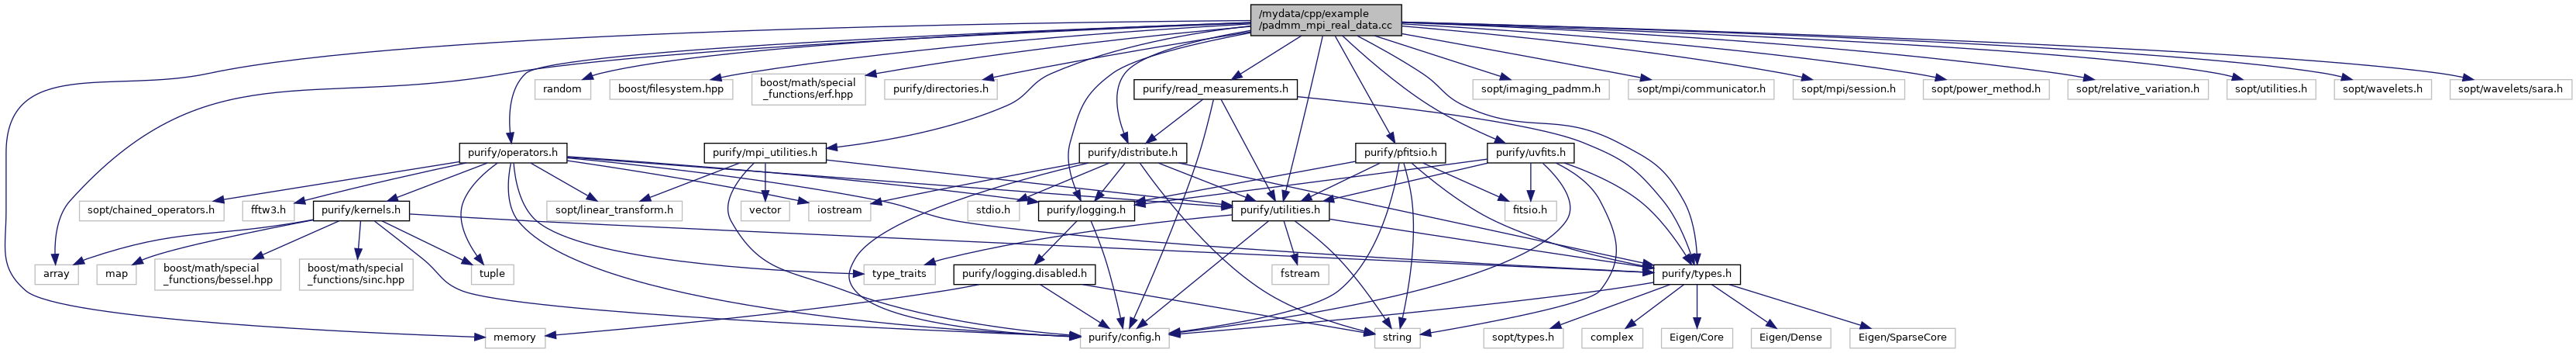 /mydata/cpp/example
/padmm_mpi_real_data.cc
random
boost/filesystem.hpp
boost/math/special
_functions/erf.hpp
purify/directories.h
purify/read_measurements.h
sopt/imaging_padmm.h
sopt/mpi/communicator.h
sopt/mpi/session.h
sopt/power_method.h
sopt/relative_variation.h
sopt/utilities.h
sopt/wavelets.h
sopt/wavelets/sara.h
purify/operators.h
purify/mpi_utilities.h
purify/distribute.h
purify/pfitsio.h
purify/uvfits.h
sopt/chained_operators.h
fftw3.h
purify/kernels.h
sopt/linear_transform.h
vector
iostream
stdio.h
purify/logging.h
purify/utilities.h
fitsio.h
array
map
boost/math/special
_functions/bessel.hpp
boost/math/special
_functions/sinc.hpp
tuple
type_traits
purify/logging.disabled.h
fstream
purify/types.h
memory
purify/config.h
string
sopt/types.h
complex
Eigen/Core
Eigen/Dense
Eigen/SparseCore